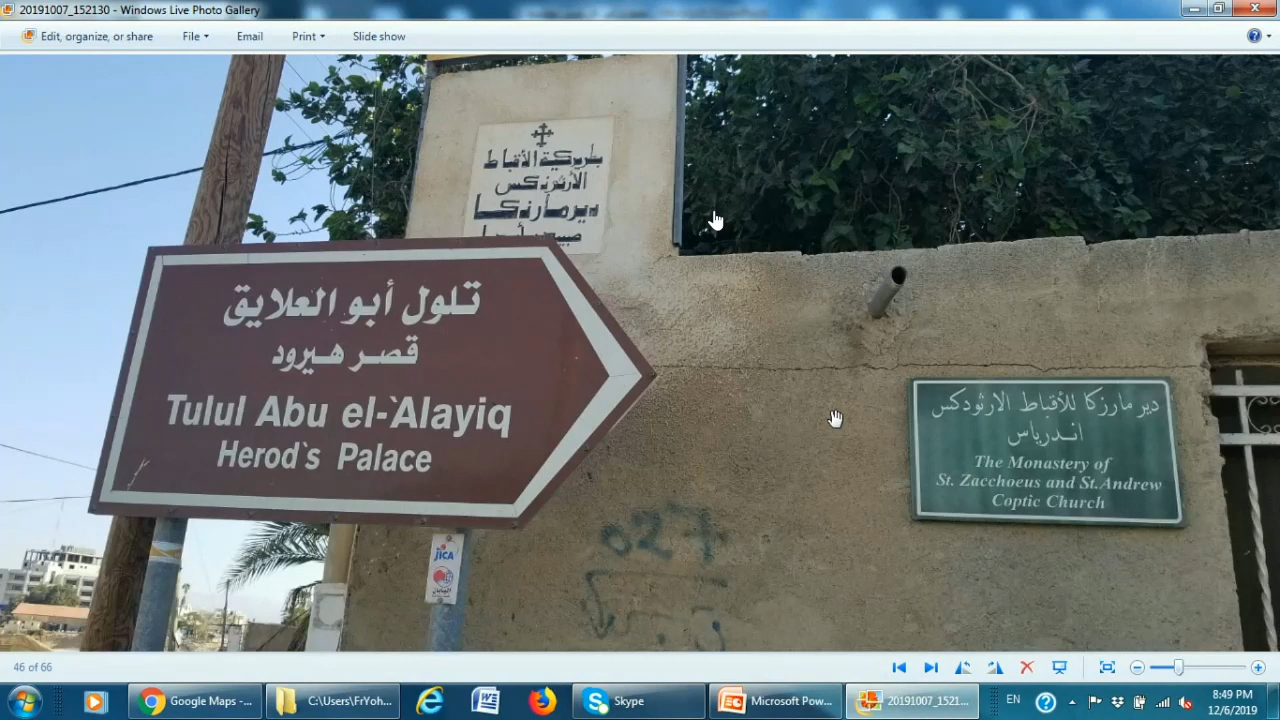 20191007_152130 - Windows Live Photo Gallery
Edit, organize, or share File Email Print Slide show
بطريركية الأقباط
الأرثوذكس
دير مار زكا
تلول أبو العلايق
قصر هيرود
Tulul Abu el-`Alayiq
Herod`s Palace
دير مارزكا للأقباط الارثودكس
اندرياس
The Monastery of
St. Zacchoeus and St.Andrew
Coptic Church
027
JICA
46 of 66
Google Maps -... C:\Users\FrYoh... Skype Microsoft Pow... 20191007_1521... EN 8:49 PM
12/6/2019